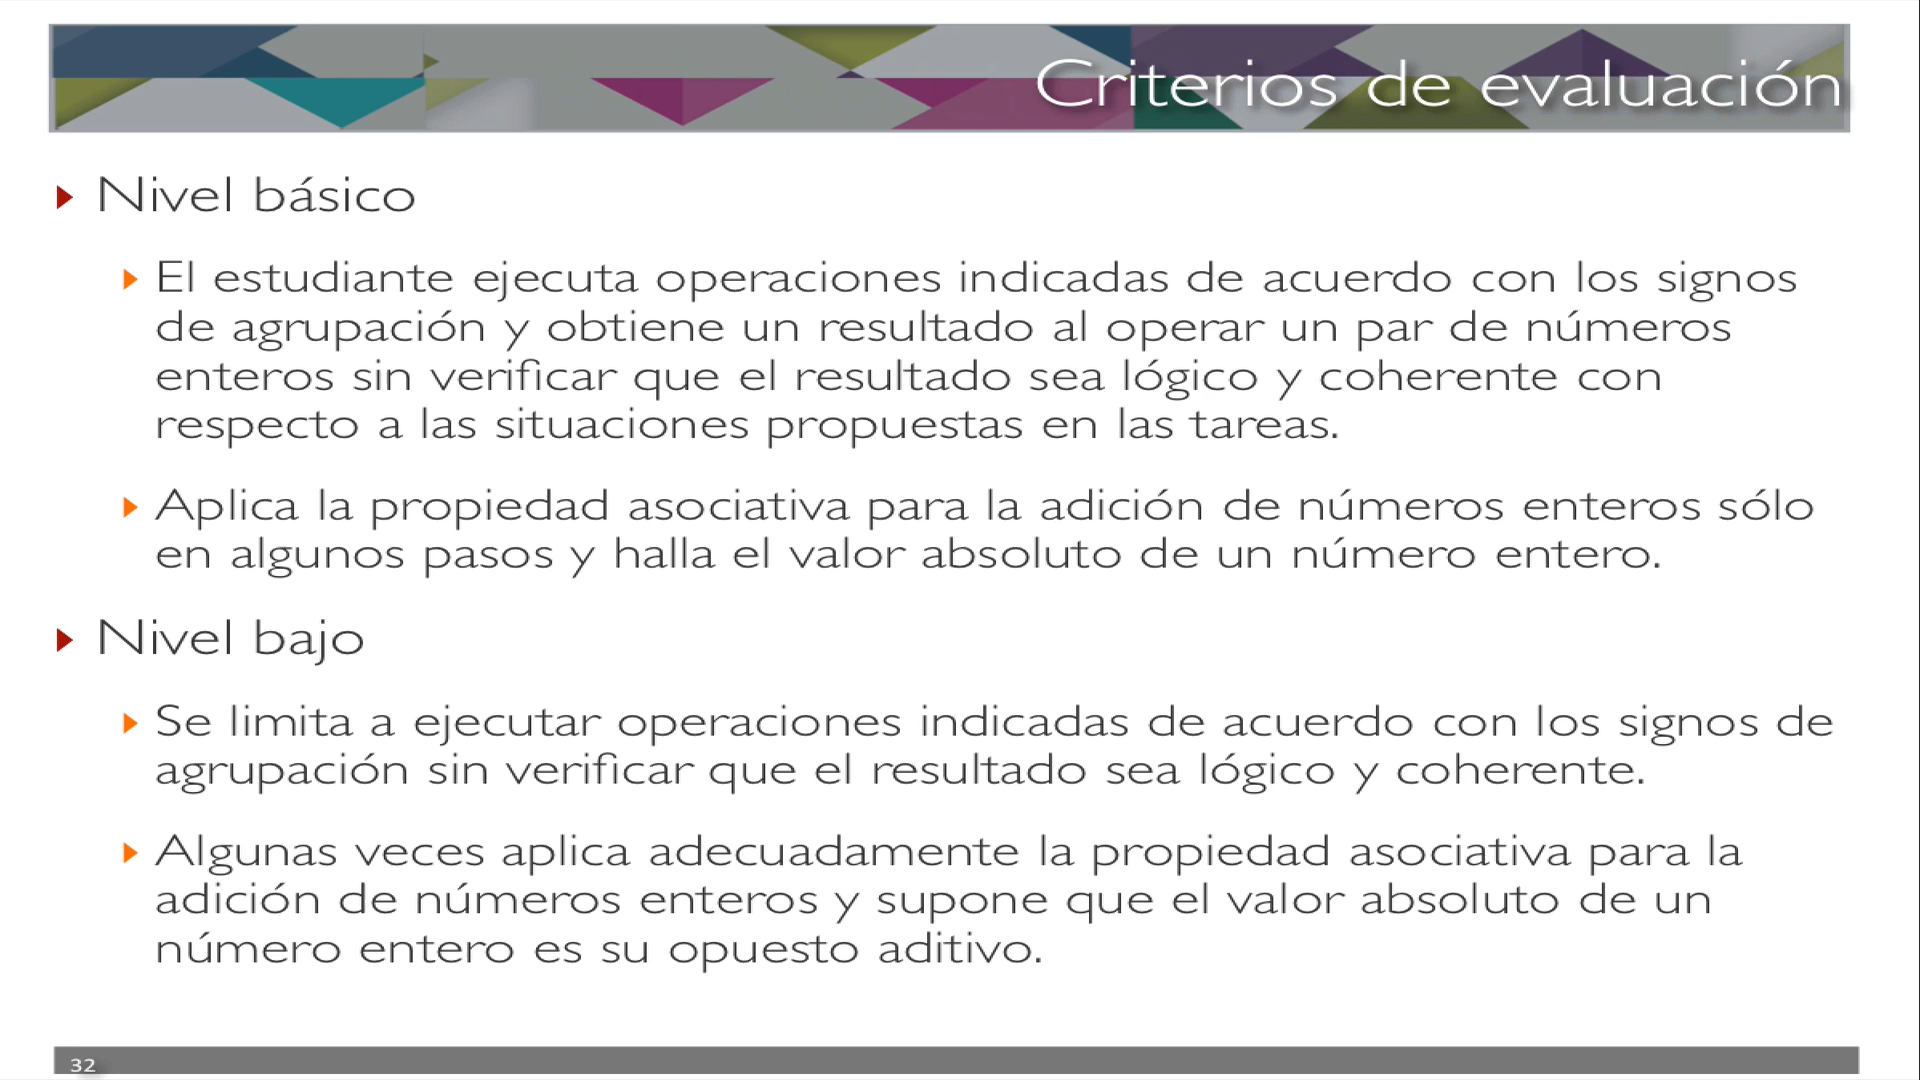 Criterios de evaluación
Nivel básico
El estudiante ejecuta operaciones indicadas de acuerdo con los signos
de agrupación y obtiene un resultado al operar un par de números
enteros sin verificar que el resultado sea lógico y coherente con
respecto a las situaciones propuestas en las tareas.
Aplica la propiedad asociativa para la adición de números enteros sólo
en algunos pasos y halla el valor absoluto de un número entero.
Nivel bajo
Se limita a ejecutar operaciones indicadas de acuerdo con los signos de
agrupación sin verificar que el resultado sea lógico y coherente.
Algunas veces aplica adecuadamente la propiedad asociativa para la
adición de números enteros y supone que el valor absoluto de un
número entero es su opuesto aditivo.
32